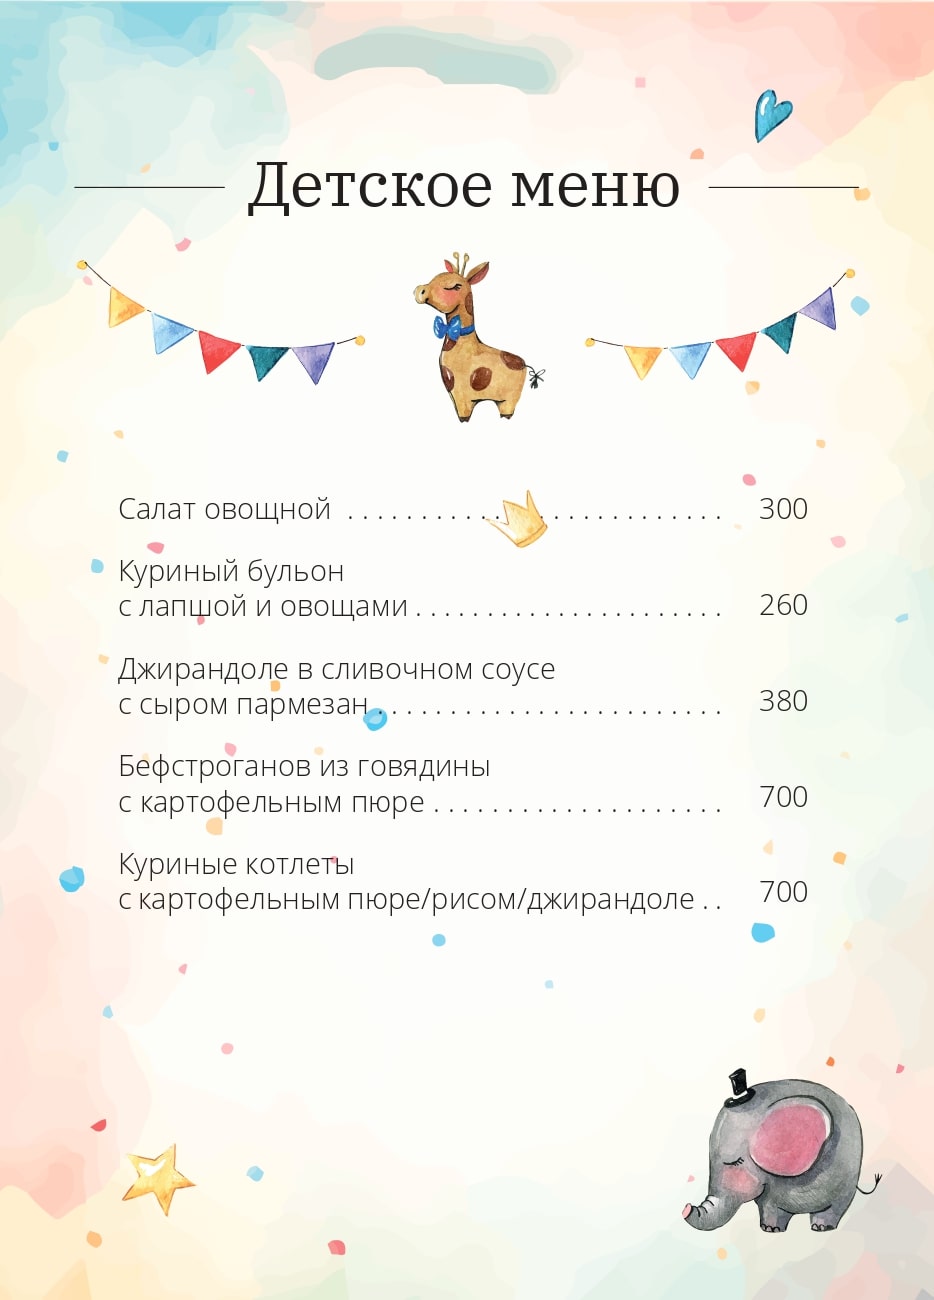 Детское меню
Салат овощной . . . . . . . . . . . . . . . . . . . . . . . . . . 300
Куриный бульон
с лапшой и овощами . . . . . . . . . . . . . . . . . . . . . . 260
Джирандоле в сливочном соусе
с сыром пармезан . . . . . . . . . . . . . . . . . . . . . . . . 380
Бефстроганов из говядины
с картофельным пюре . . . . . . . . . . . . . . . . . . . . 700
Куриные котлеты
с картофельным пюре/рисом/джирандоле . . 700